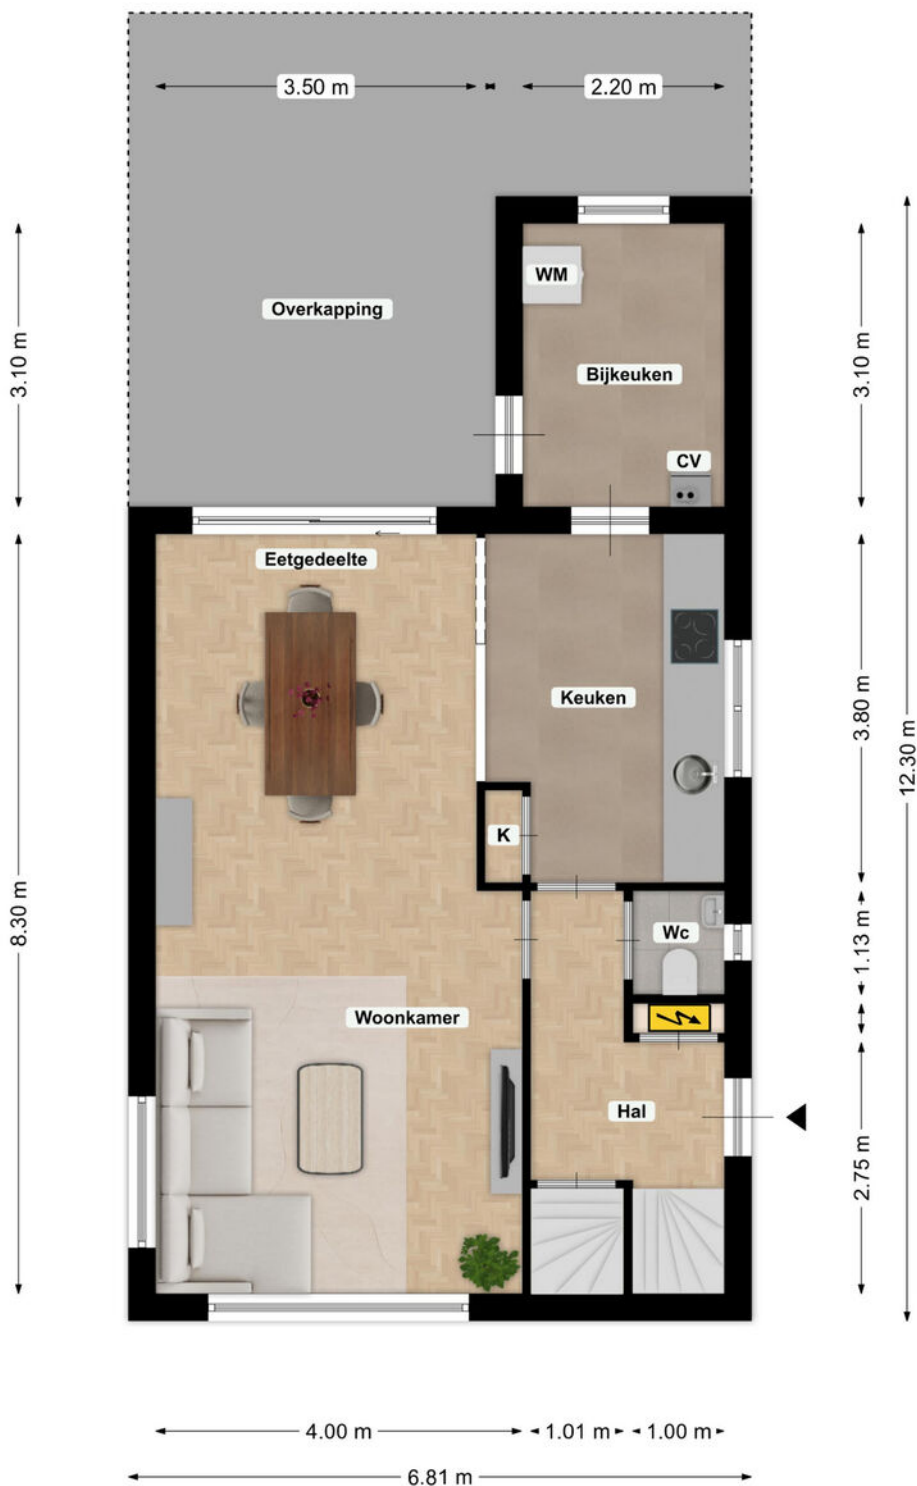 3.50 m
2.20 m
WM
Overkapping
3.10 m
3.10 m
Bijkeuken
CV
Eetgedeelte
Keuken
3.80 m
12.30 m
K
8.30 m
Wc
1.13 m
Woonkamer
Hal
2.75 m
4.00 m
1.01 m
1.00 m
6.81 m